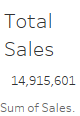 Total
Sales
14,915,601
Sum of Sales.